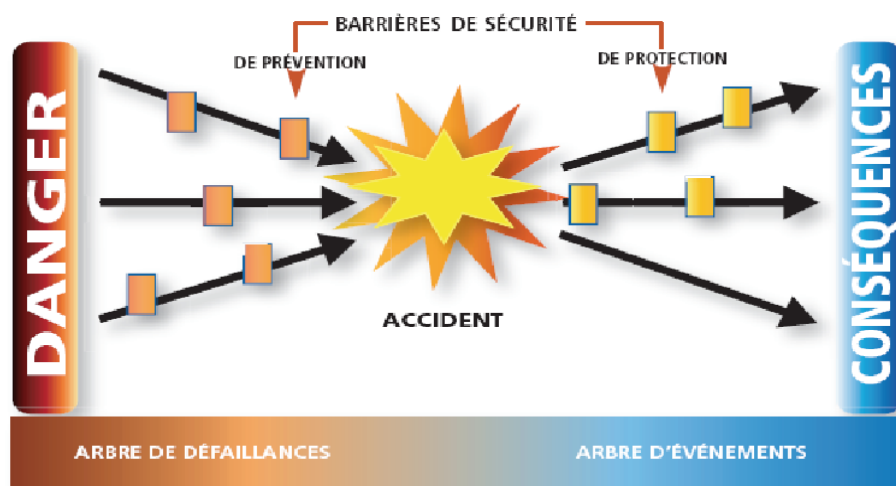 BARRIÈRES DE SÉCURITÉ
DE PRÉVENTION
DE PROTECTION
DANGER
CONSÉQUENCES
ACCIDENT
ARBRE DE DÉFAILLANCES
ARBRE D'ÉVÉNEMENTS